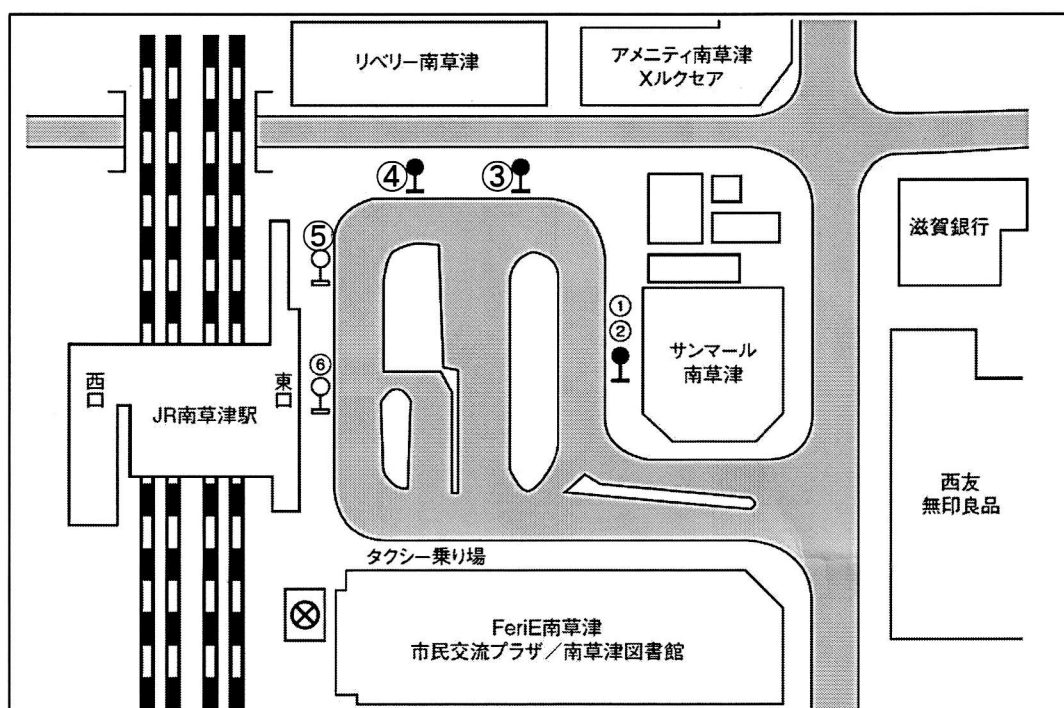 リベリー南草津
アメニティ南草津
Xルクセア
④
③
⑤
滋賀銀行
①
②
サンマール
南草津
⑥
西口
東口
JR南草津駅
西友
無印良品
タクシー乗り場
FeriE南草津
市民交流プラザ／南草津図書館